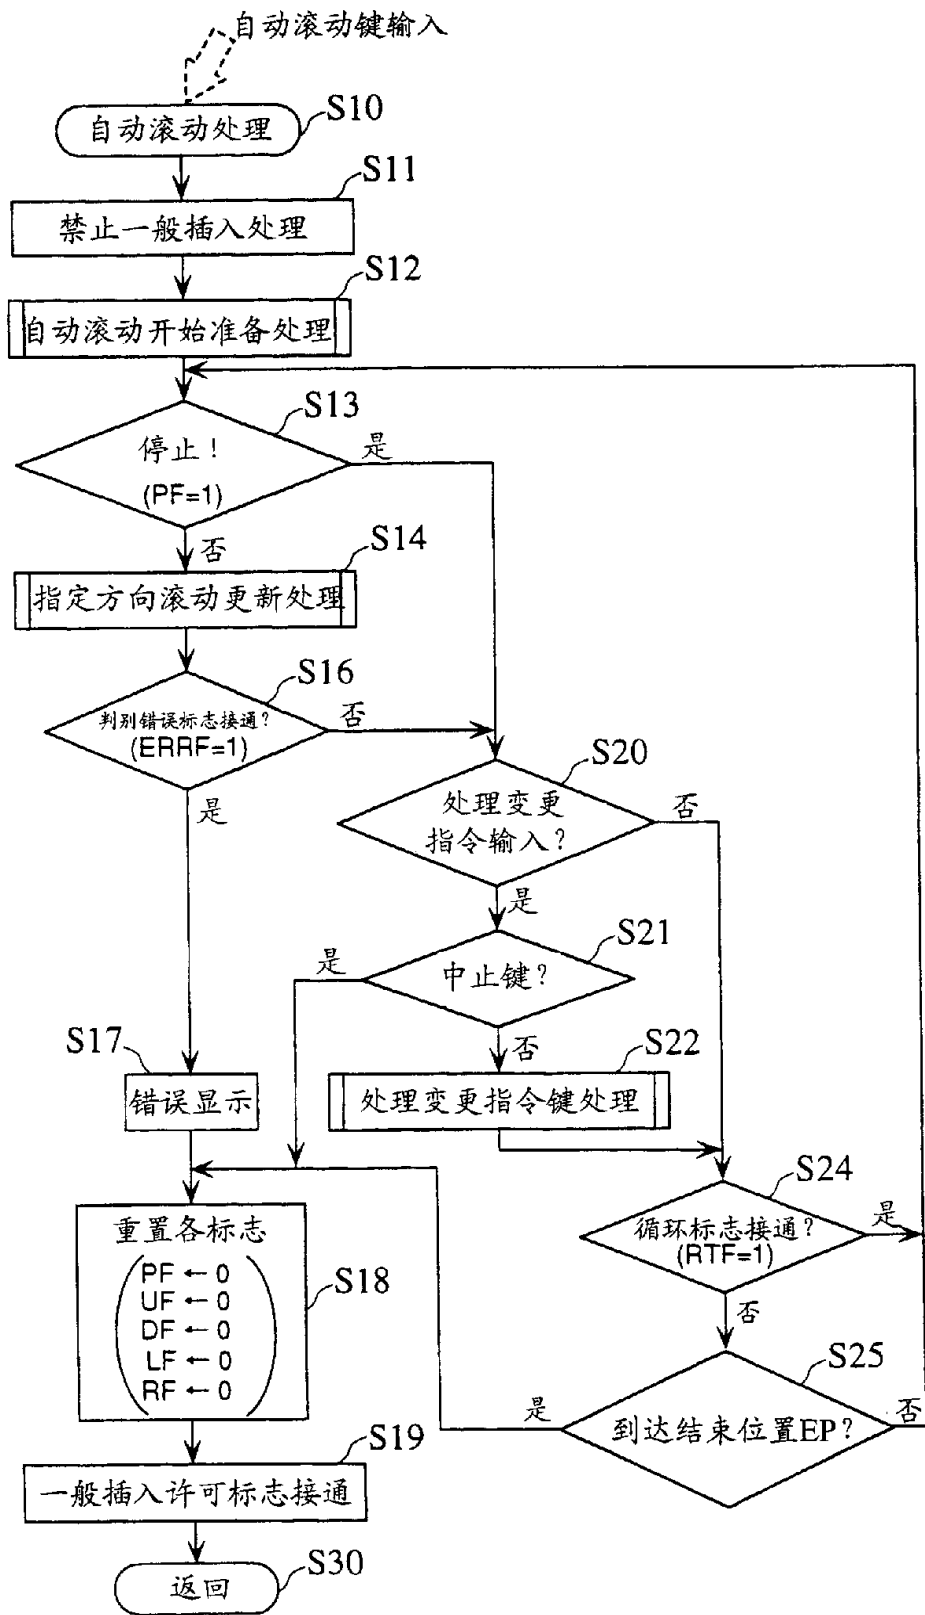 自动滚动键输入
自动滚动处理
S10
S11
禁止一般插入处理
S12
自动滚动开始准备处理
S13
停止!
(PF=1)
是
否
S14
指定方向滚动更新处理
S16
判别错误标志接通?
(ERRF=1)
否
是
S20
处理变更
指令输入?
否
是
S21
中止键?
是
否
S22
处理变更指令键处理
S17
错误显示
S24
循环标志接通?
(RTF=1)
是
否
重置各标志
PF ← 0
UF ← 0
DF ← 0
LF ← 0
RF ← 0
S18
S25
到达结束位置EP?
是
否
S19
一般插入许可标志接通
返回
S30